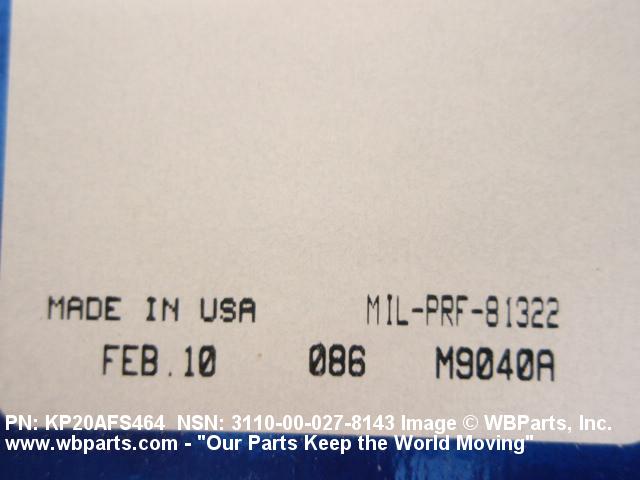 MADE IN USA MIL-PRF-81322
FEB.10 086 M9040A
PN: KP20AFS464 NSN: 3110-00-027-8143 Image © WBParts, Inc.
www.wbparts.com - "Our Parts Keep the World Moving"